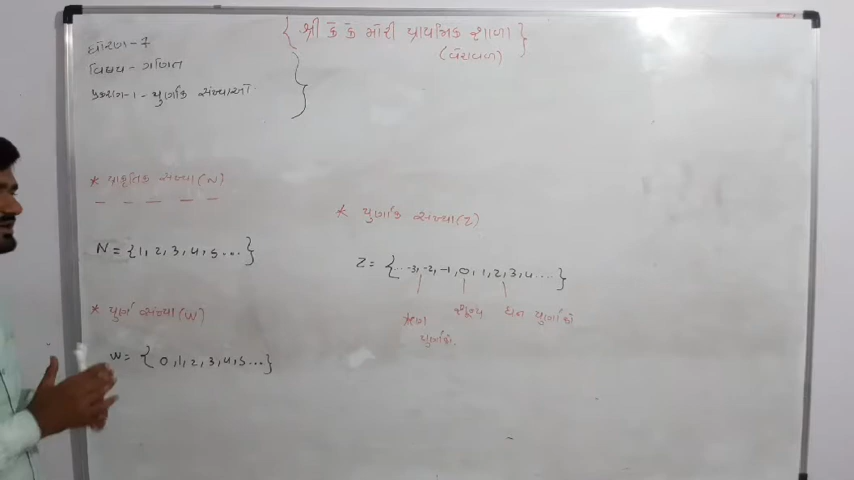 { શ્રી કે કે મોરી પ્રાથમિક શાળા }
(વેરાવળ)
ધોરણ-7
વિષય - ગણિત
પ્રકરણ-1 - પુર્ણાંક સંખ્યાઓ
* પ્રાકૃતિક સંખ્યા (N)
N = {1, 2, 3, 4, 5 ....}
* પુર્ણ સંખ્યા (W)
W = { 0, 1, 2, 3, 4, 5 ... }
* પુર્ણાંક સંખ્યા (Z)
Z = { ... -3, -2, -1, 0, 1, 2, 3, 4 .... }
ઋણ પુર્ણાંકો. શૂન્ય ધન પુર્ણાંકો